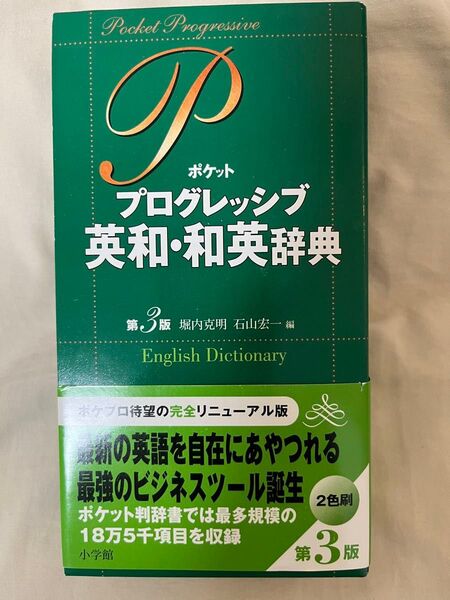 Pocket Progressive
P
ポケット
プログレッシブ
英和・和英辞典
第3版 堀内克明 石山宏一 編
English Dictionary
ポケプロ待望の完全リニューアル版
最新の英語を自在にあやつれる
最強のビジネスツール誕生
2色刷
ポケット判辞書では最多規模の
18万5千項目を収録
小学館
第3版